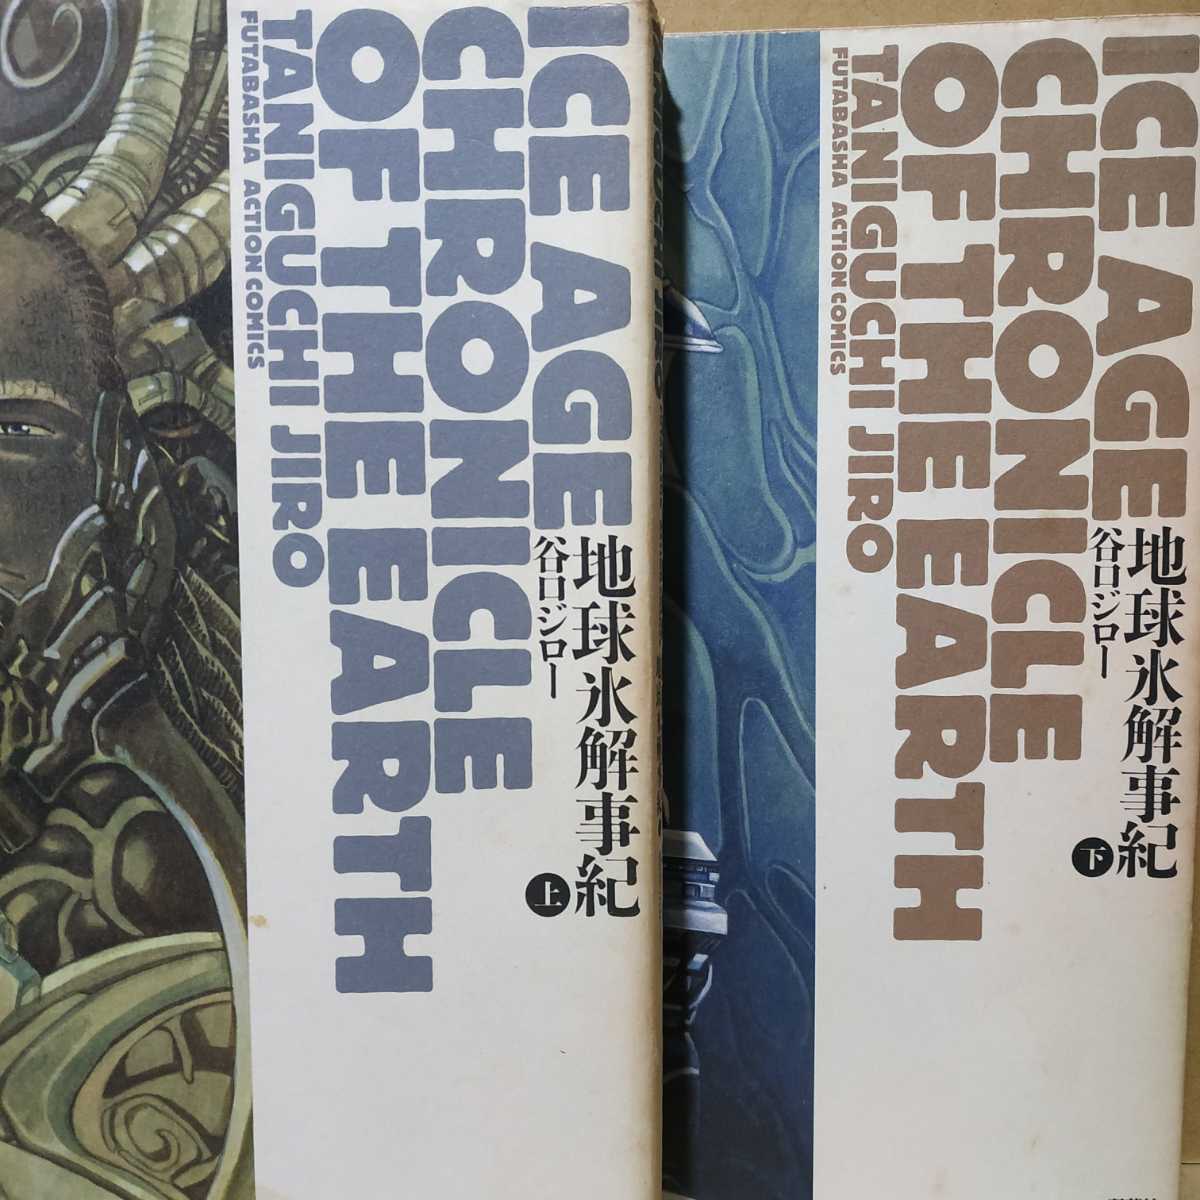 ICE AGE
CHRONICLE
OF THE EARTH
TANIGUCHI JIRO
FUTABASHA ACTION COMICS
地球氷解事紀
上
谷口ジロー
ICE AGE
CHRONICLE
OF THE EARTH
TANIGUCHI JIRO
FUTABASHA ACTION COMICS
地球氷解事紀
下
谷口ジロー